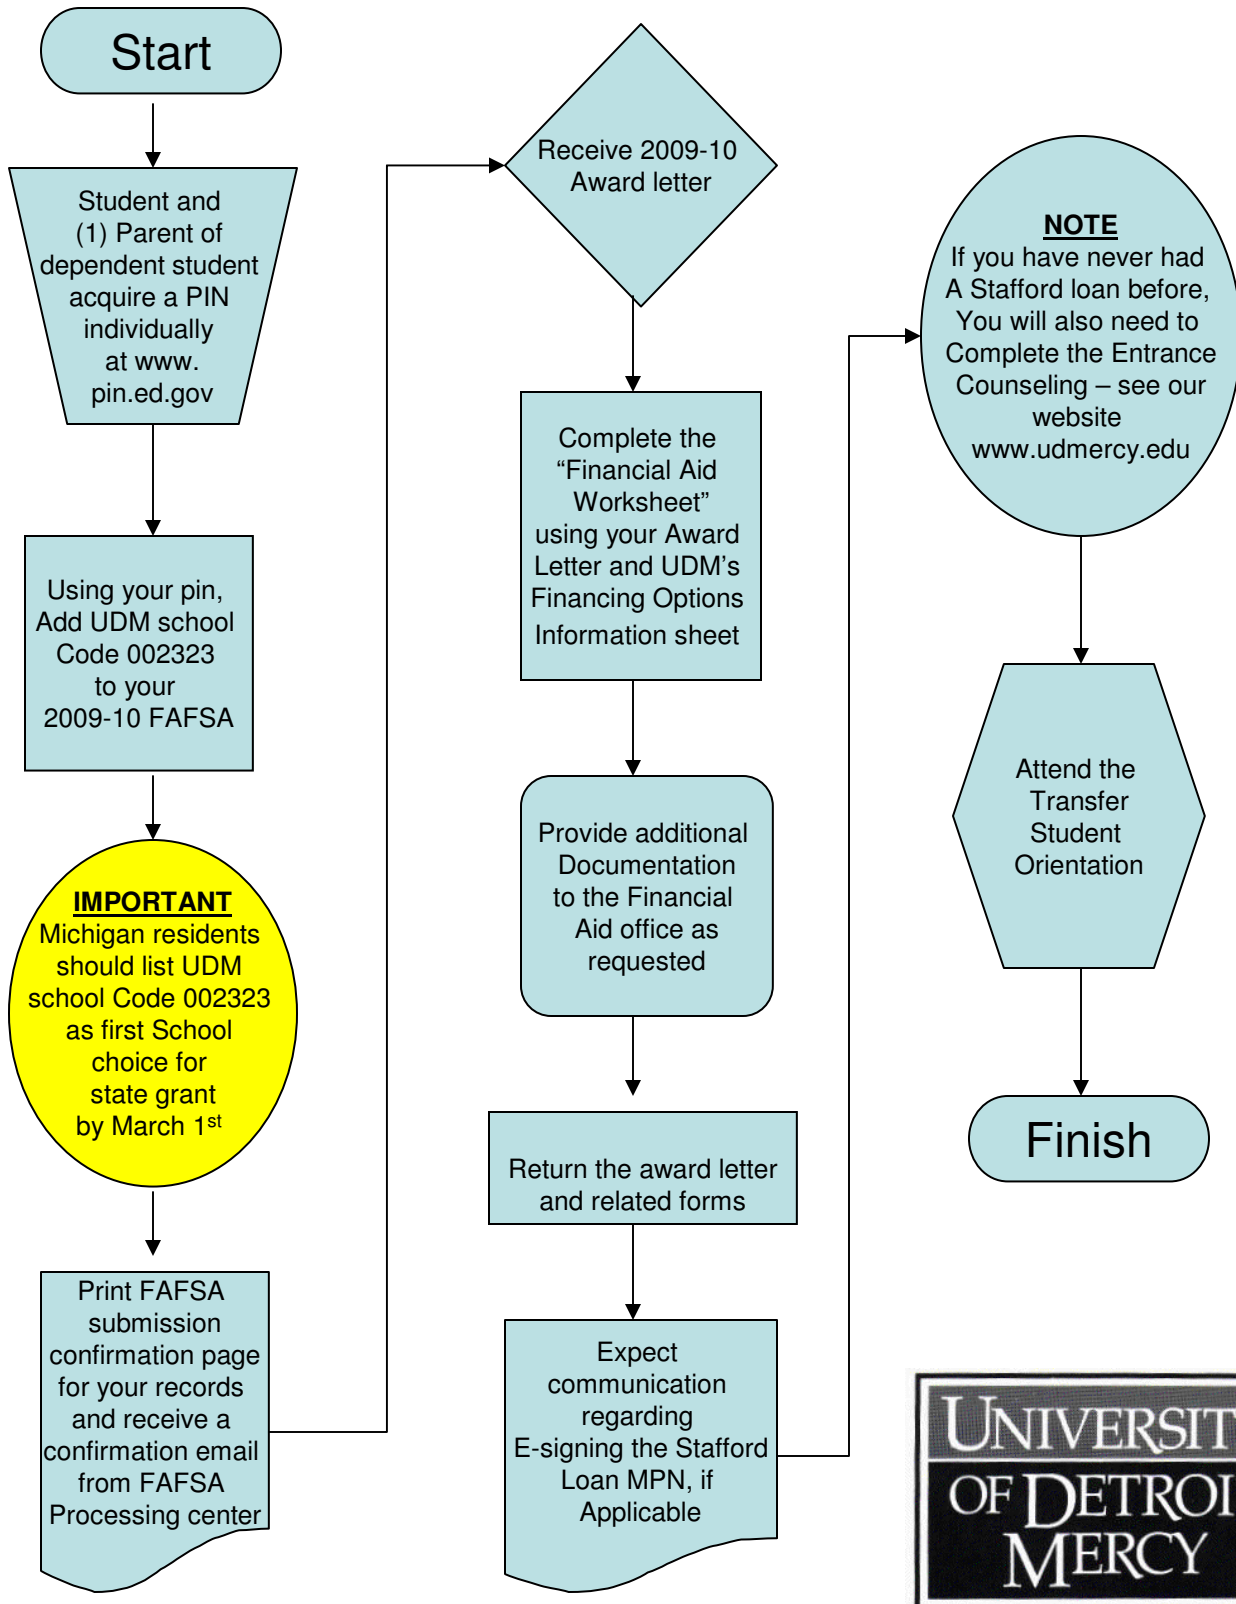 Start
Student and
(1) Parent of
dependent student
acquire a PIN
individually
at www.
pin.ed.gov
Using your pin,
Add UDM school
Code 002323
to your
2009-10 FAFSA
IMPORTANT
Michigan residents
should list UDM
school Code 002323
as first School
choice for
state grant
by March 1st
Print FAFSA
submission
confirmation page
for your records
and receive a
confirmation email
from FAFSA
Processing center
Receive 2009-10
Award letter
Complete the
“Financial Aid
Worksheet”
using your Award
Letter and UDM’s
Financing Options
Information sheet
Provide additional
Documentation
to the Financial
Aid office as
requested
Return the award letter
and related forms
Expect
communication
regarding
E-signing the Stafford
Loan MPN, if
Applicable
NOTE
If you have never had
A Stafford loan before,
You will also need to
Complete the Entrance
Counseling – see our
website
www.udmercy.edu
Attend the
Transfer
Student
Orientation
Finish
UNIVERSIT
OF DETROI
MERCY